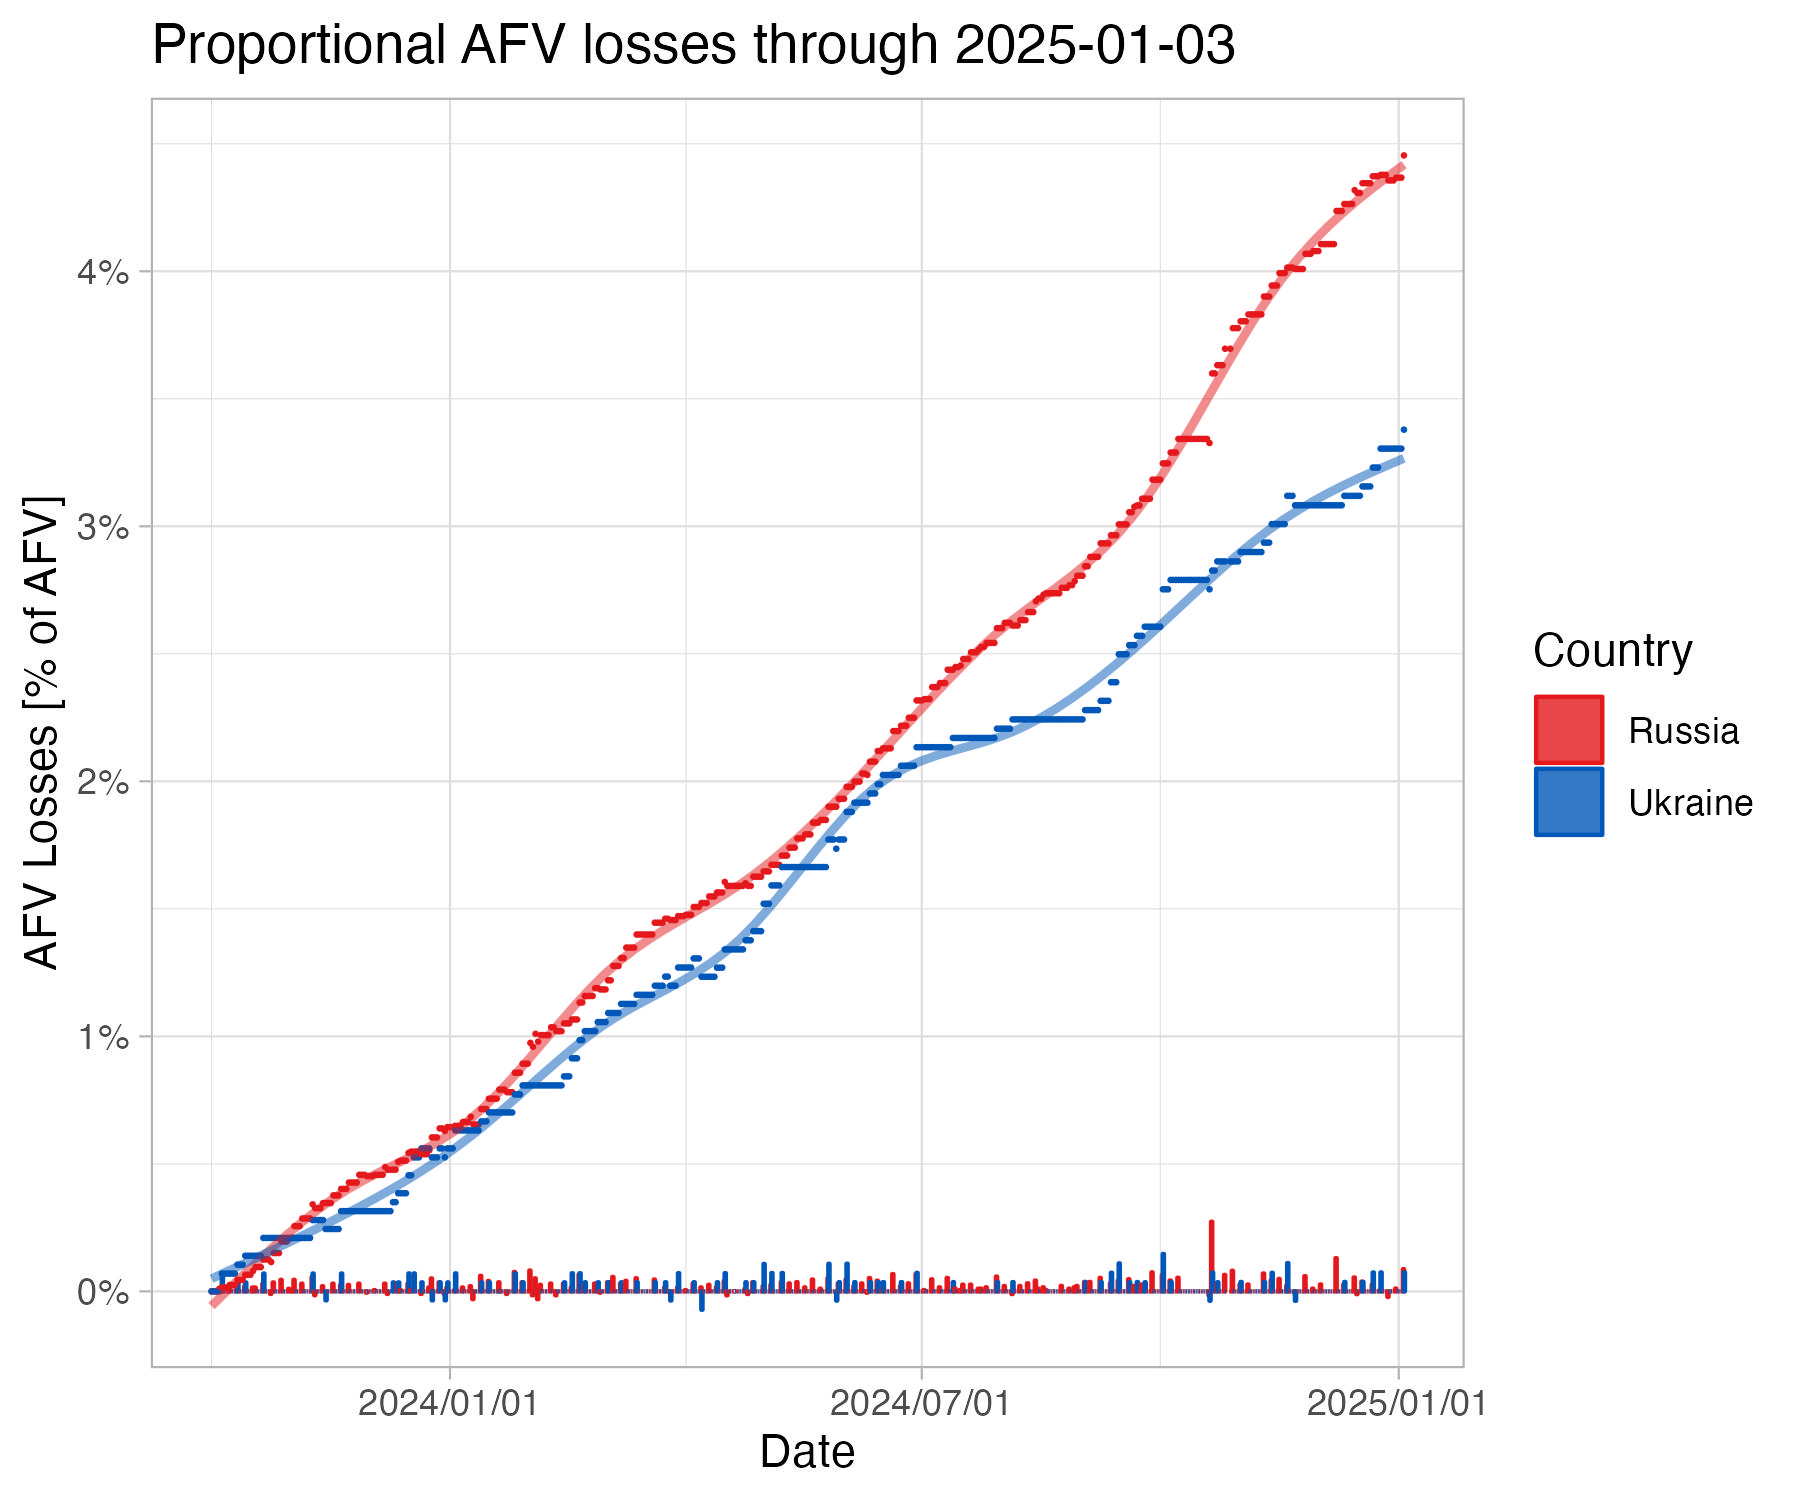 Proportional AFV losses through 2025-01-03
AFV Losses [% of AFV]
4%
3%
2%
1%
0%
2024/01/01
2024/07/01
2025/01/01
Date
Country
Russia
Ukraine